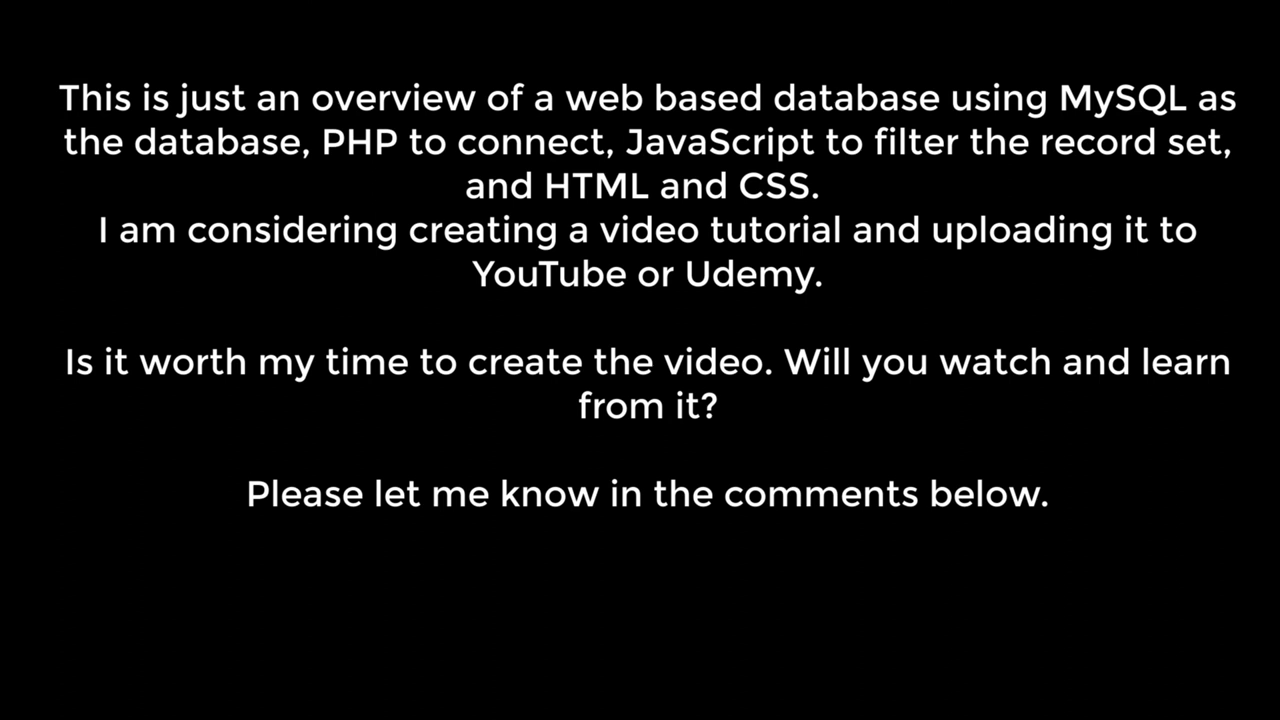 This is just an overview of a web based database using MySQL as
the database, PHP to connect, JavaScript to filter the record set,
and HTML and CSS.
I am considering creating a video tutorial and uploading it to
YouTube or Udemy.
Is it worth my time to create the video. Will you watch and learn
from it?
Please let me know in the comments below.